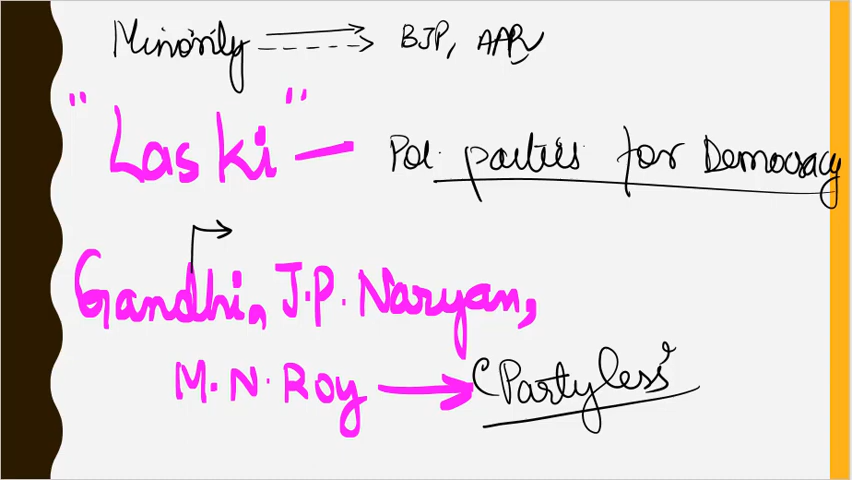 Minority → BJP, AAP
"Laski" – Pol. parties for Democracy
Gandhi, J.P. Naryan,
M.N. Roy → 'Partyless'